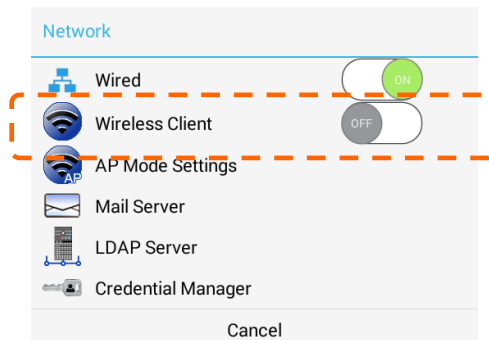 Network
Wired ON
Wireless Client OFF
AP
AP Mode Settings
Mail Server
LDAP Server
Credential Manager
Cancel